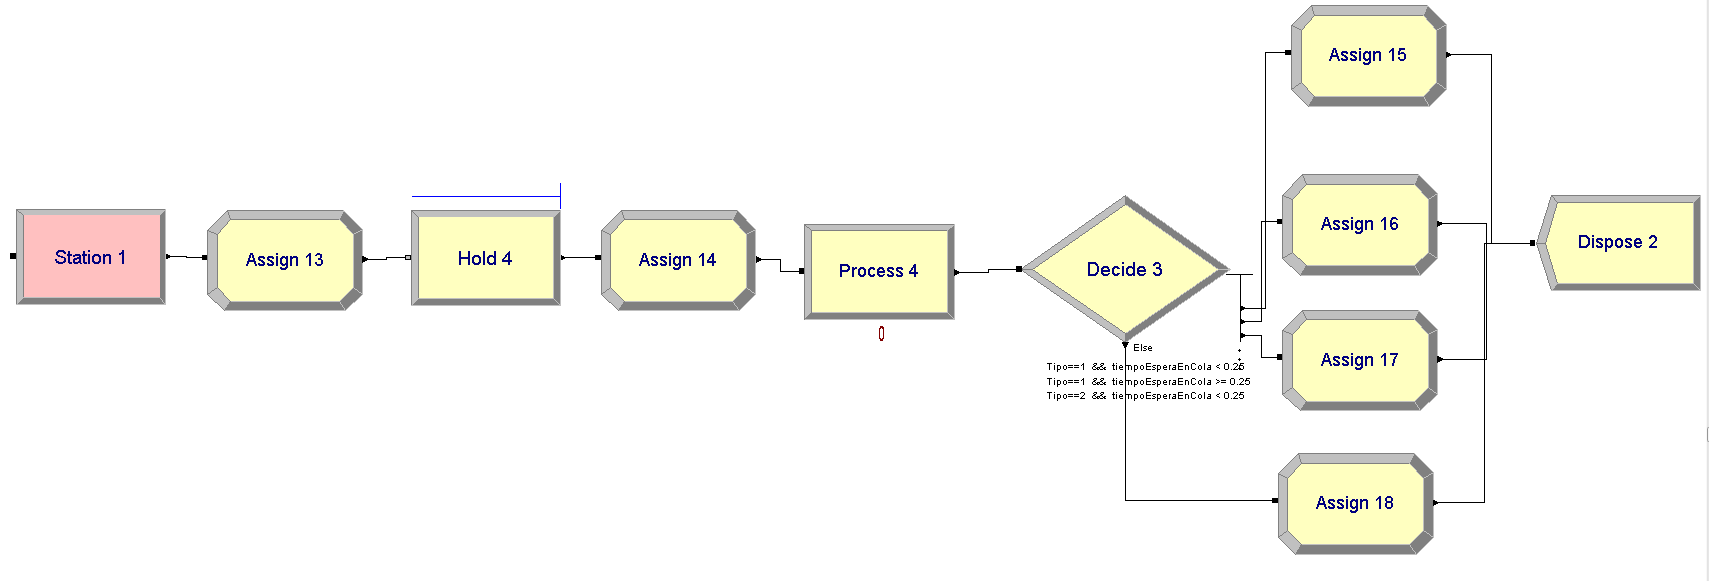 Station 1
Assign 13
Hold 4
Assign 14
Process 4
0
Decide 3
Else
Tipo==1 && tiempoEsperaEnCola < 0.25
Tipo==1 && tiempoEsperaEnCola >= 0.25
Tipo==2 && tiempoEsperaEnCola < 0.25
Assign 15
Assign 16
Assign 17
Assign 18
Dispose 2